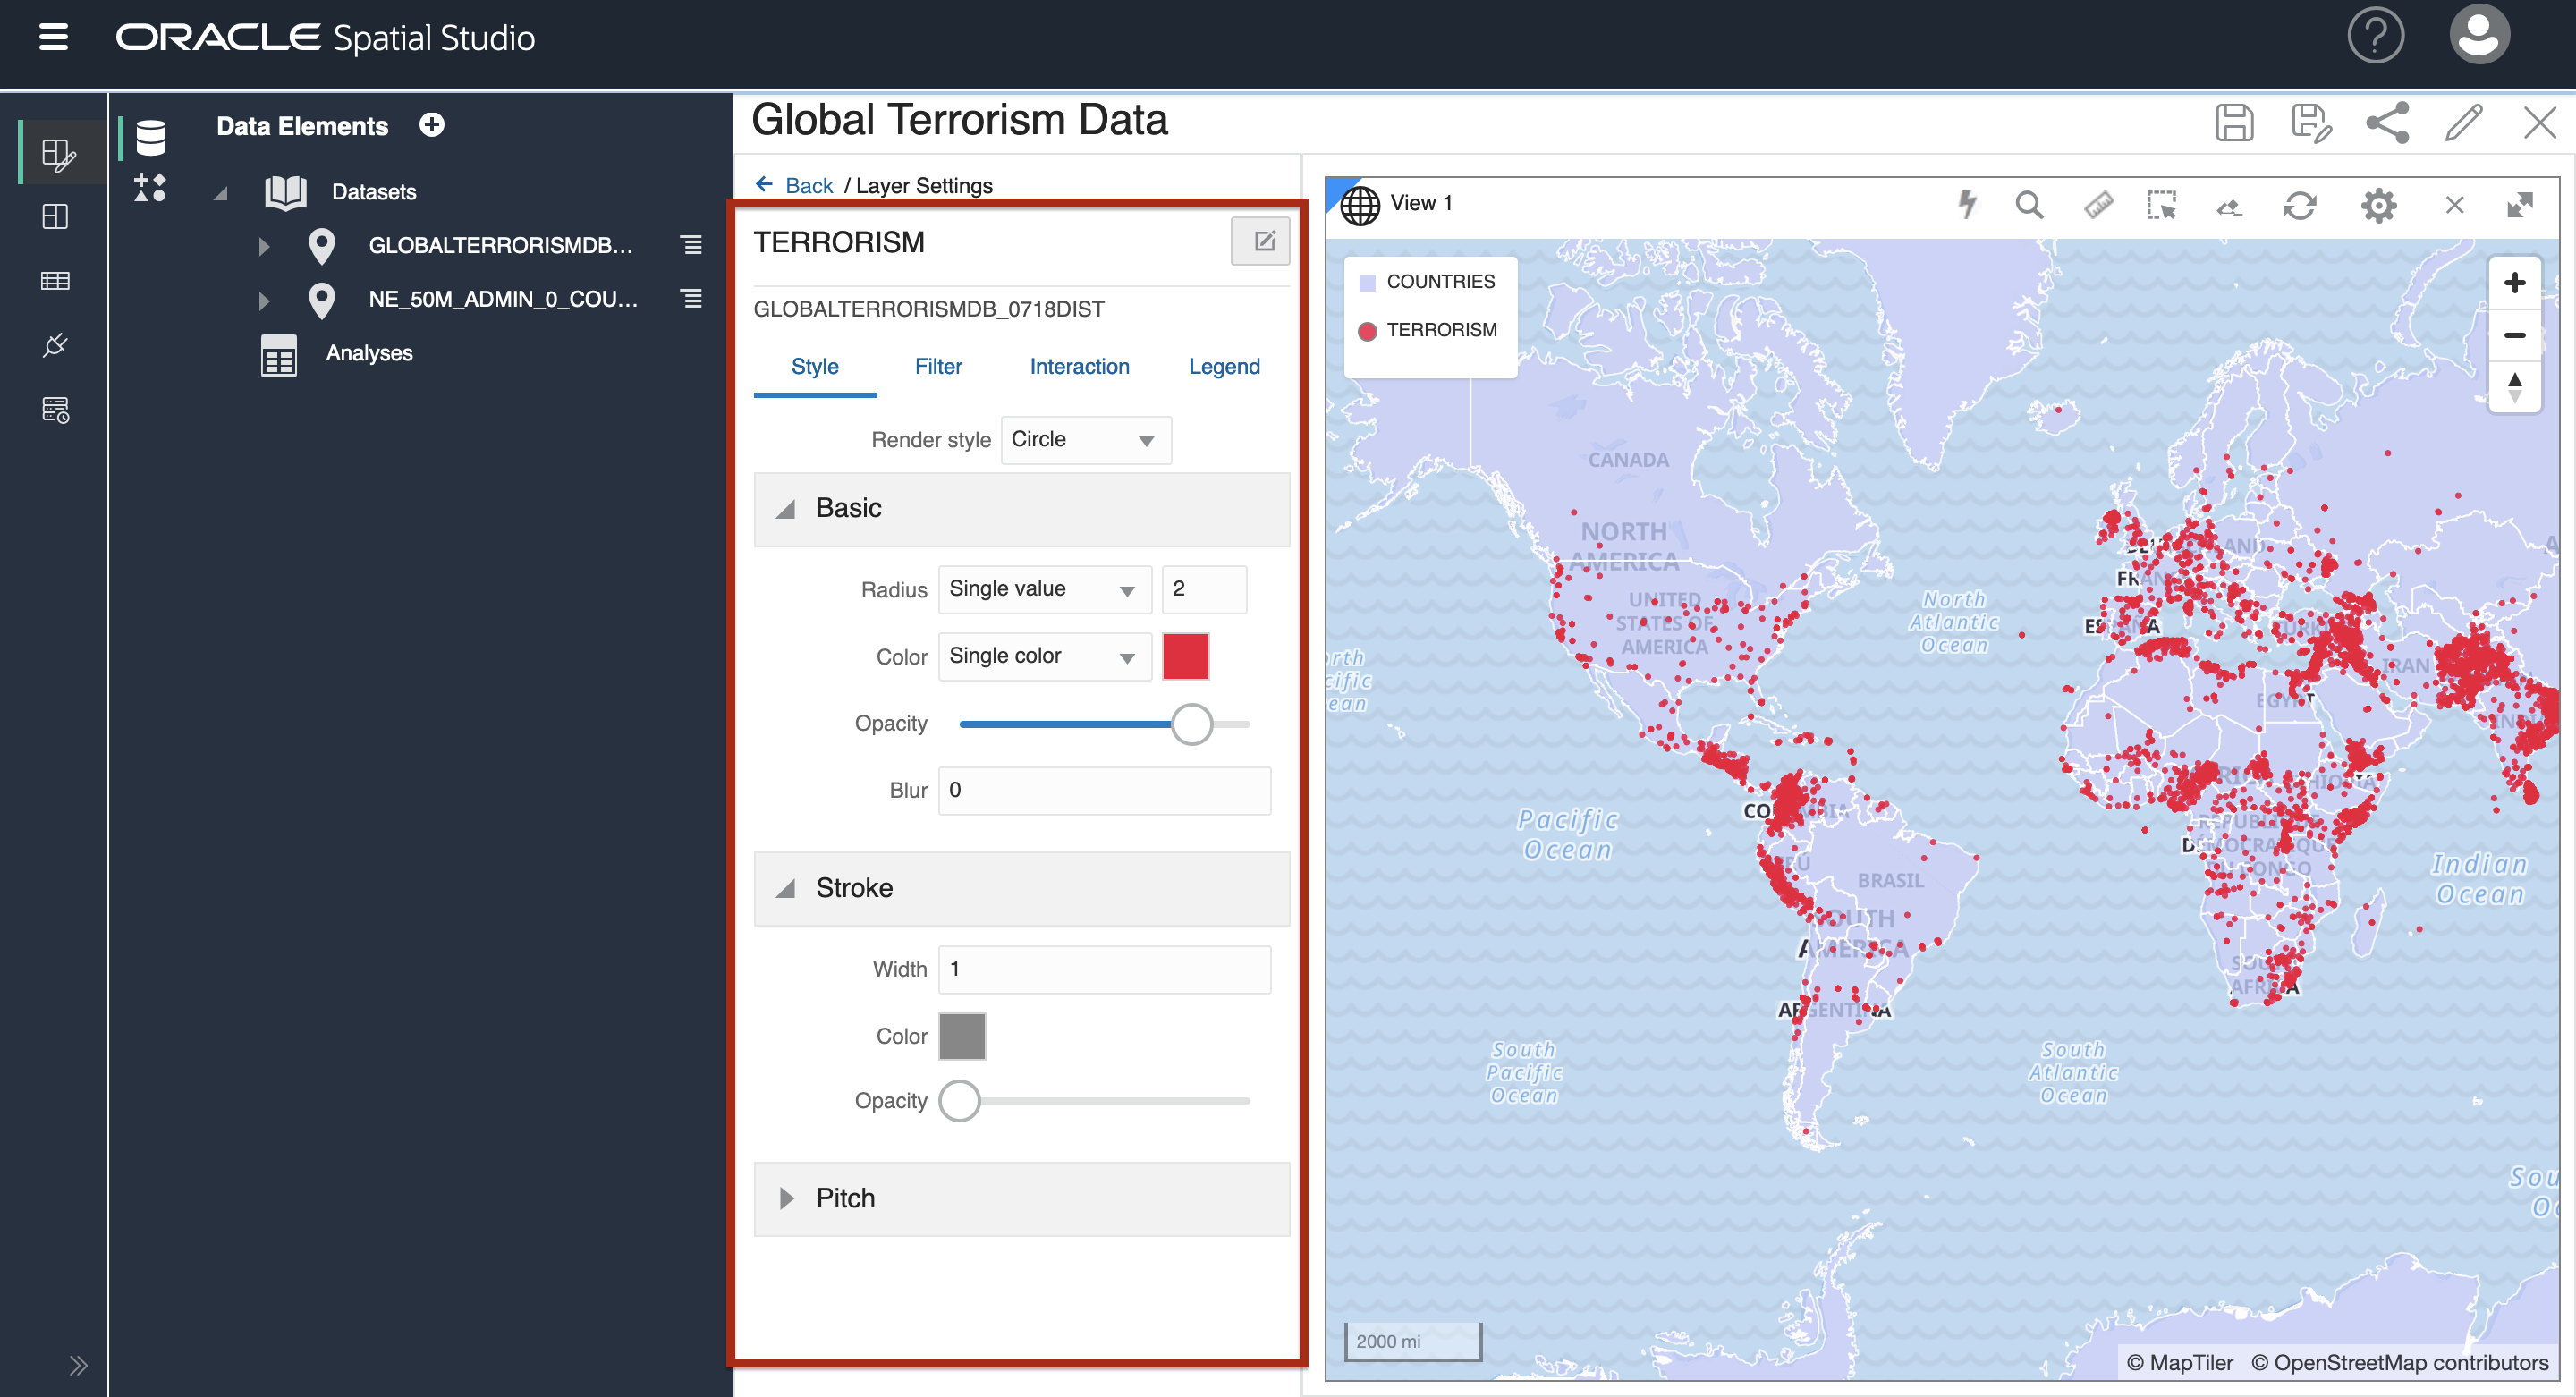 ORACLE Spatial Studio
Data Elements
Datasets
GLOBALTERRORISMDB...
NE_50M_ADMIN_0_COU...
Analyses
Global Terrorism Data
Back / Layer Settings
TERRORISM
GLOBALTERRORISMDB_0718DIST
Style Filter Interaction Legend
Render style Circle
Basic
Radius Single value 2
Color Single color
Opacity
Blur 0
Stroke
Width 1
Color
Opacity
Pitch
View 1
COUNTRIES
TERRORISM
CANADA
NORTH
AMERICA
UNITED
STATES OF
AMERICA
North
Atlantic
Ocean
ESPAÑA
IRAN
EGYPT
Pacific
Ocean
BRASIL
SOUTH
AMERICA
ARGENTINA
Indian
Ocean
SOUTH
AFRICA
South
Pacific
Ocean
South
Atlantic
Ocean
2000 mi
© MapTiler © OpenStreetMap contributors